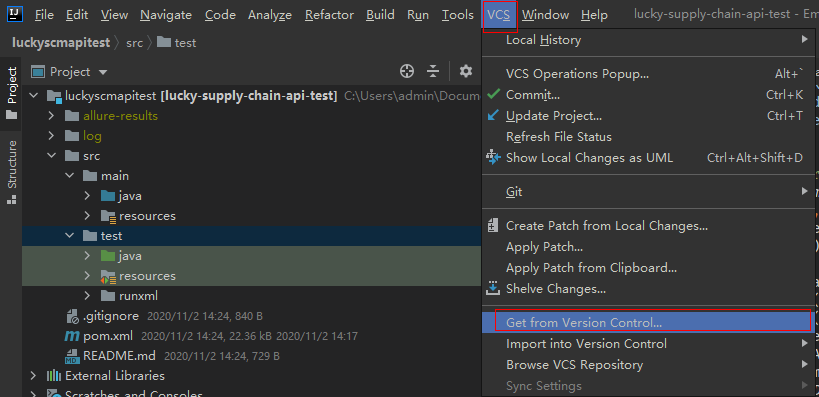 IJ File Edit View Navigate Code Analyze Refactor Build Run Tools VCS Window Help lucky-supply-chain-api-test - Em
luckyscmapitest src test
Project
luckyscmapitest [lucky-supply-chain-api-test] C:\Users\admin\Docum
allure-results
log
src
main
java
resources
test
java
resources
runxml
.gitignore 2020/11/2 14:24, 840 B
pom.xml 2020/11/2 14:24, 22.36 kB 2020/11/2 14:17
README.md 2020/11/2 14:24, 729 B
External Libraries
Scratches and Consoles
Project
Structure
Local History
VCS Operations Popup... Alt+`
Commit... Ctrl+K
Update Project... Ctrl+T
Refresh File Status
Show Local Changes as UML Ctrl+Alt+Shift+D
Git
Create Patch from Local Changes...
Apply Patch...
Apply Patch from Clipboard...
Shelve Changes...
Get from Version Control...
Import into Version Control
Browse VCS Repository
Sync Settings